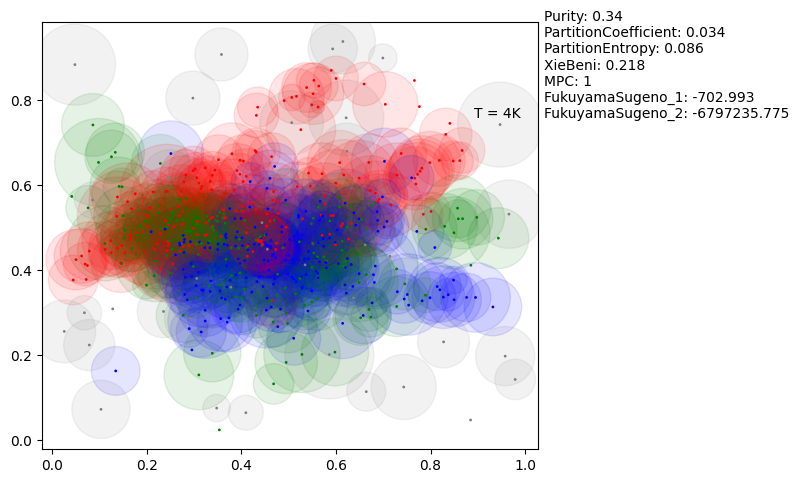 Purity: 0.34
PartitionCoefficient: 0.034
PartitionEntropy: 0.086
XieBeni: 0.218
MPC: 1
FukuyamaSugeno_1: -702.993
FukuyamaSugeno_2: -6797235.775
T = 4K
0.8
0.6
0.4
0.2
0.0
0.0 0.2 0.4 0.6 0.8 1.0